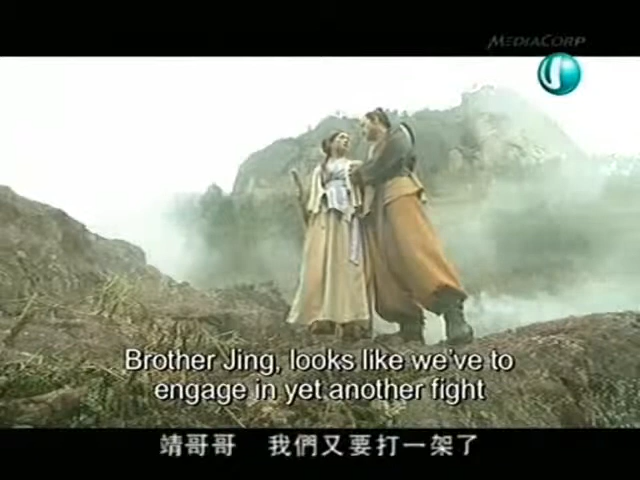 MEDIACORP
Brother Jing, looks like we've to
engage in yet another fight
靖哥哥 我們又要打一架了